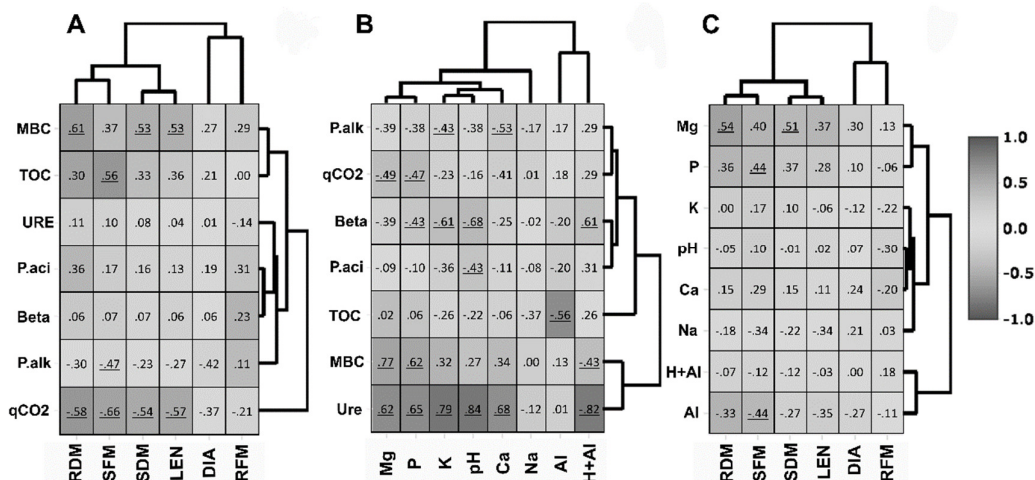 A B C
MBC .61 .37 .53 .53 .27 .29
TOC .30 .56 .33 .36 .21 .00
URE .11 .10 .08 .04 .01 -.14
P.aci .36 .17 .16 .13 .19 .31
Beta .06 .07 .07 .06 .06 .23
P.alk -.30 -.47 -.23 -.27 -.42 .11
qCO2 -.58 -.66 -.54 -.57 -.37 -.21
RDM SFM SDM LEN DIA RFM
P.alk -.39 -.38 -.43 -.38 -.53 -.17 .17 .29
qCO2 -.49 -.47 -.23 -.16 -.41 .01 .18 .29
Beta -.39 -.43 -.61 -.68 -.25 -.02 -.20 .61
P.aci -.09 -.10 -.36 -.43 -.11 -.08 -.20 .31
TOC .02 .06 -.26 -.22 -.06 -.37 -.56 .26
MBC .77 .62 .32 .27 .34 .00 .13 -.43
Ure .62 .65 .79 .84 .68 -.12 .01 -.82
Mg P K pH Ca Na Al H+Al
Mg .54 .40 .51 .37 .30 .13
P .36 .44 .37 .28 .10 -.06
K .00 .17 .10 -.06 -.12 -.22
pH -.05 .10 -.01 .02 .07 -.30
Ca .15 .29 .15 .11 .24 -.20
Na -.18 -.34 -.22 -.34 .21 .03
H+Al -.07 -.12 -.12 -.03 .00 .18
Al -.33 -.44 -.27 -.35 -.27 -.11
RDM SFM SDM LEN DIA RFM
1.0
0.5
0.0
-0.5
-1.0